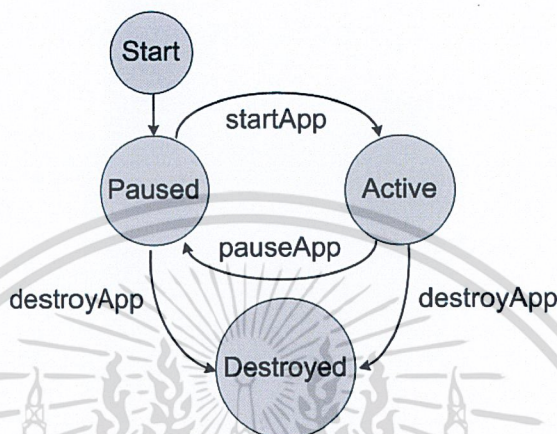 Start
startApp
Paused
Active
pauseApp
destroyApp
destroyApp
Destroyed